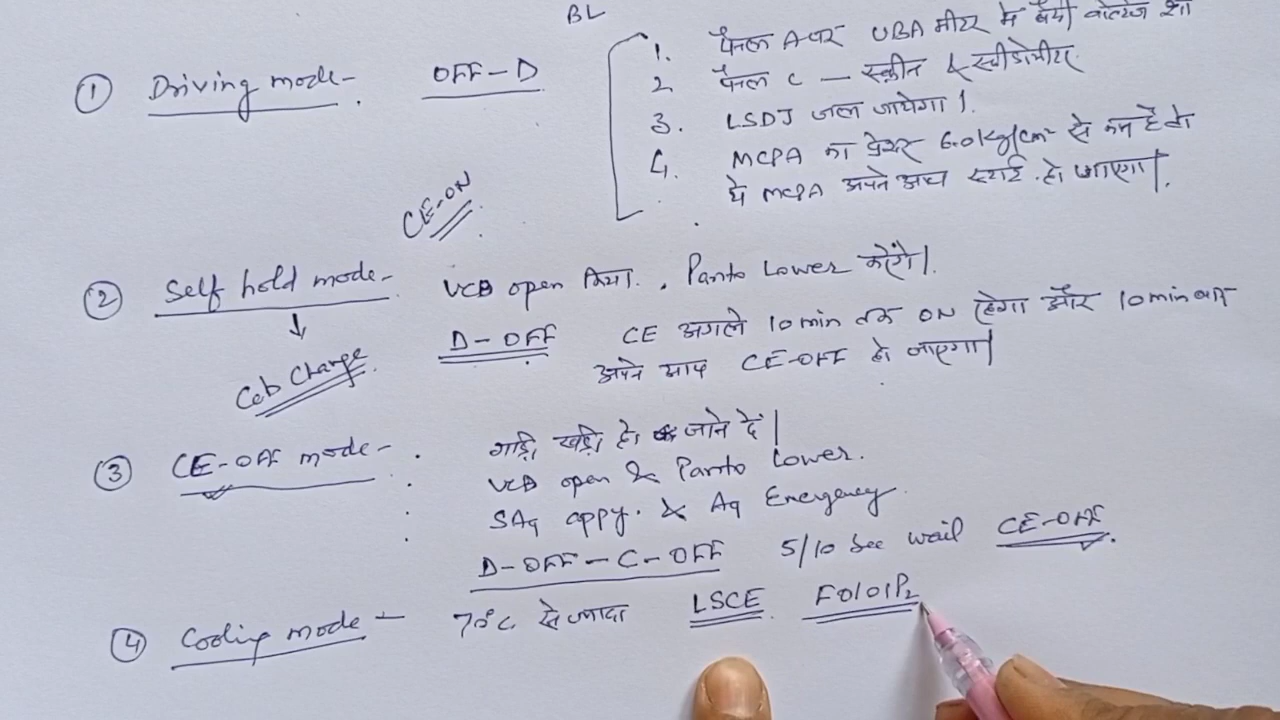 BL
1. पैनल A पर UBA मीटर में बैटरी वोल्टेज
① Driving mode- OFF-D
2 पैनल C — स्क्रीन & स्पीडोमीटर.
3. LSDJ जल जायेगा।
4. MCPA का प्रेशर 6.0kg/cm² से कम है तो
ये MCPA अपने आप स्टार्ट हो जाएगा।
CE-ON
② Self hold mode- VCB open किया. Panto Lower करेंगे।
D-OFF CE अगले 10min तक ON रहेगा और 10min बाद
अपने आप CE-OFF हो जाएगा।
↓
Cab Change
③ CE-OFF mode- गाड़ी खड़ी हो जाने दें।
VCB open & Panto Lower.
SA9 appy. & A9 Emergency
D-OFF-C-OFF 5/10 Sec wait CE-OFF.
④ Cooling mode- 70°C से ज्यादा LSCE F0101P2